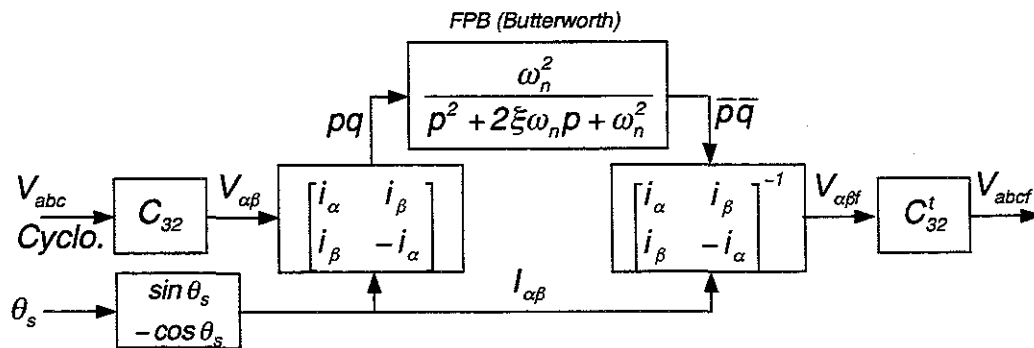 FPB (Butterworth)
ω_n^2
p^2 + 2ξω_n p + ω_n^2
pq
p̅q̅
V_abc
Cyclo.
C_32
V_αβ
i_α i_β
i_β -i_α
i_α i_β
i_β -i_α
-1
V_αβf
C_32^t
V_abcf
θ_s
sin θ_s
-cos θ_s
I_αβ